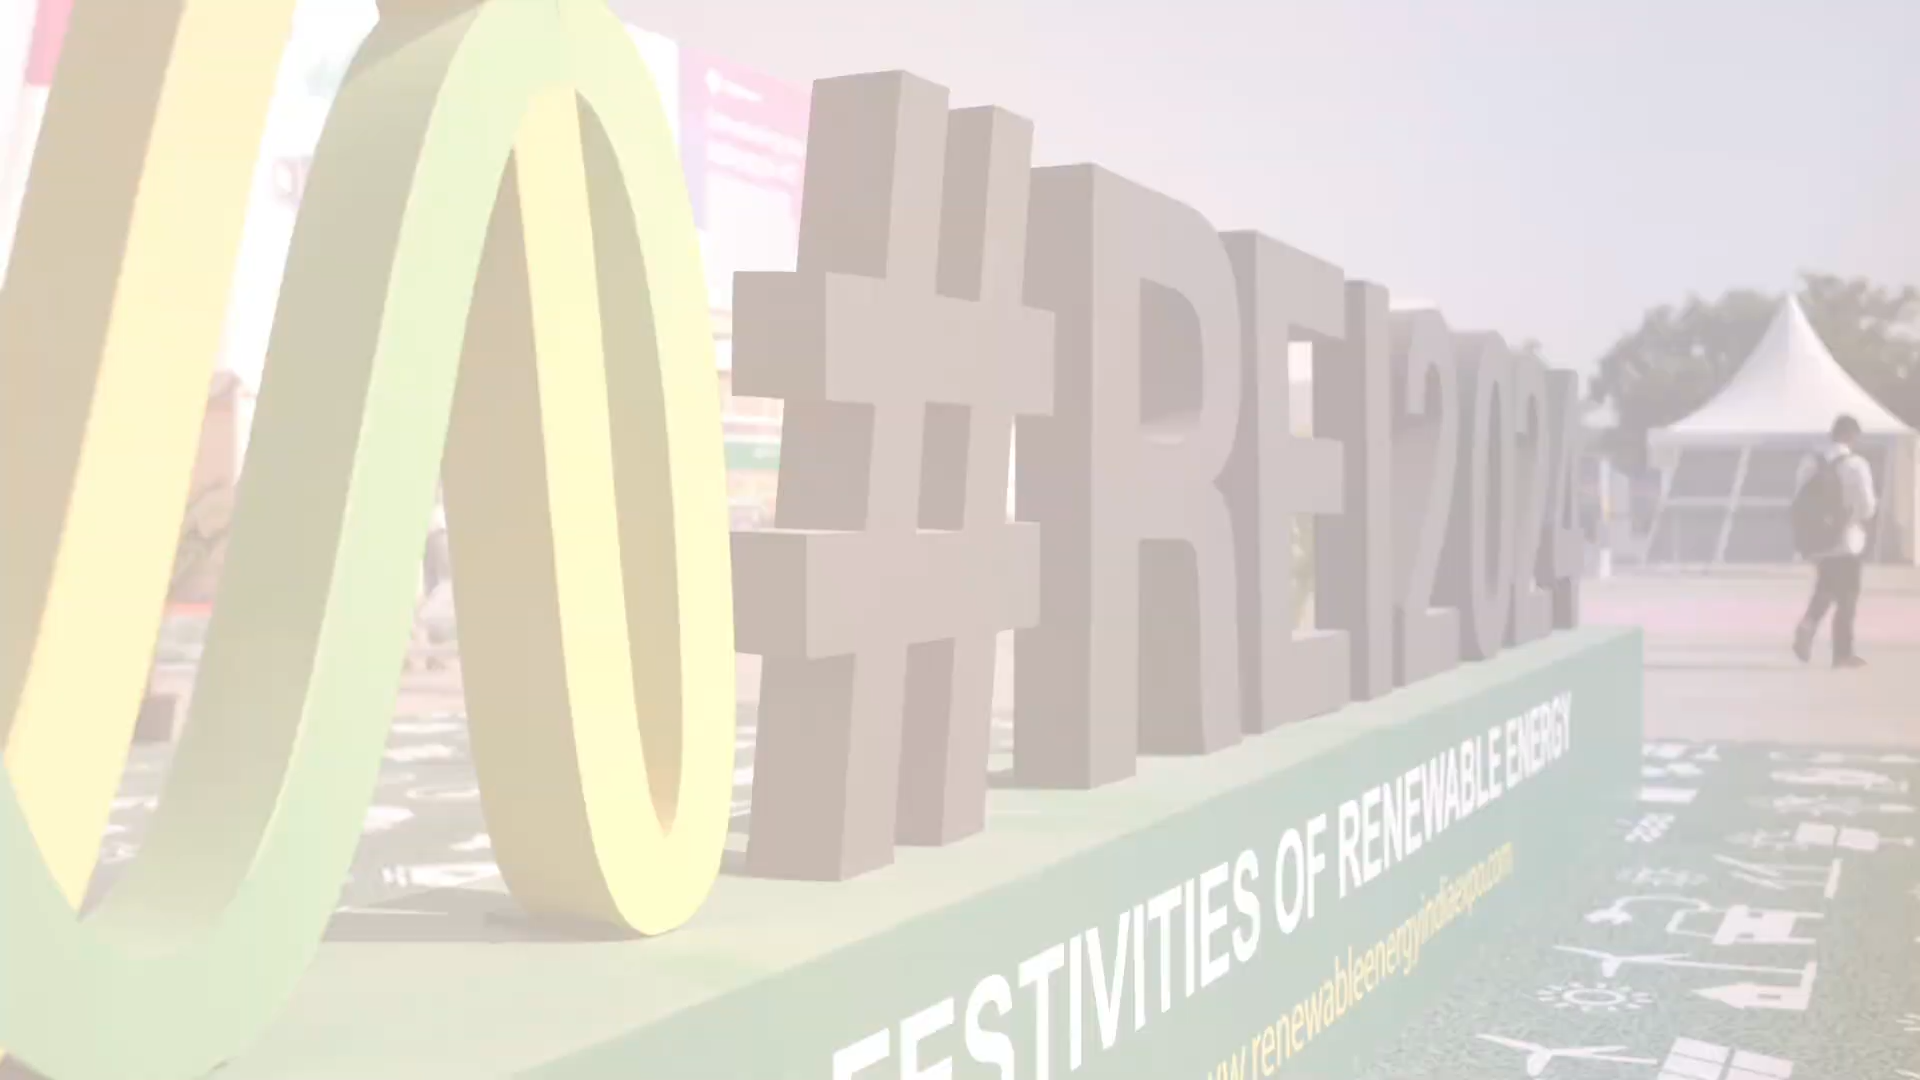 #REI2024
FESTIVITIES OF RENEWABLE ENERGY
www.renewableenergyindiaexpo.com